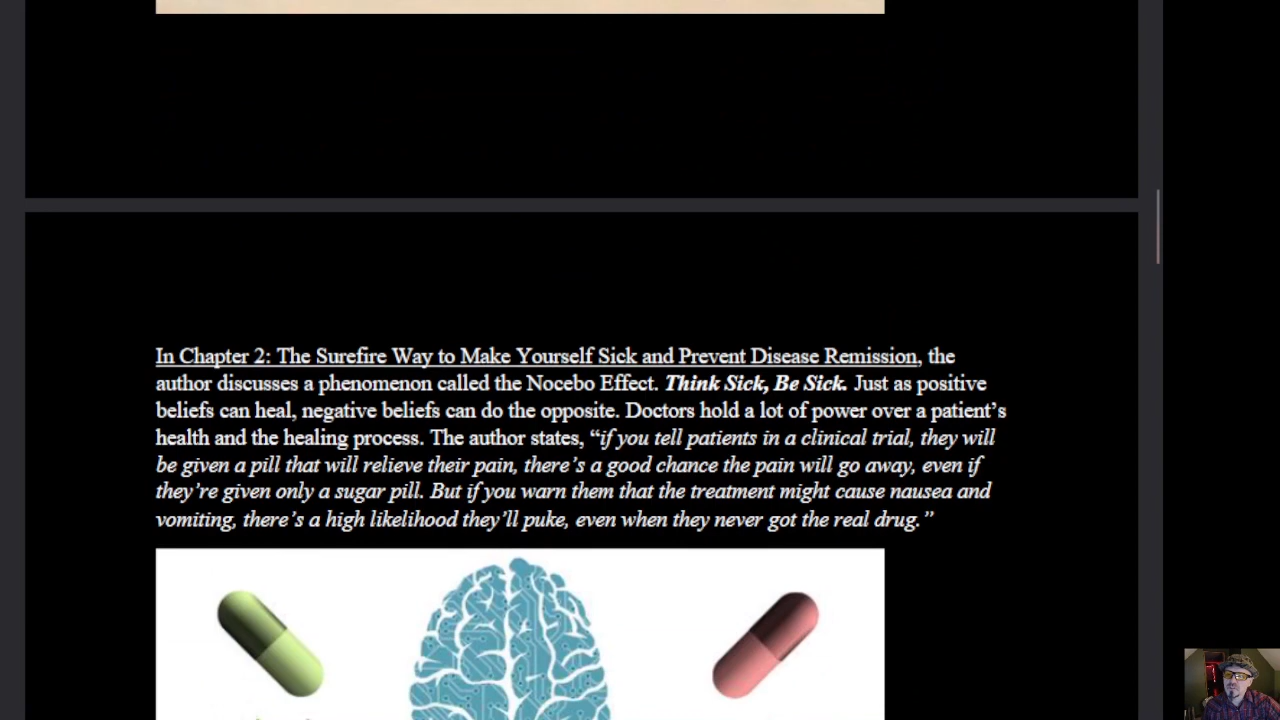 In Chapter 2: The Surefire Way to Make Yourself Sick and Prevent Disease Remission, the
author discusses a phenomenon called the Nocebo Effect. Think Sick, Be Sick. Just as positive
beliefs can heal, negative beliefs can do the opposite. Doctors hold a lot of power over a patient’s
health and the healing process. The author states, “if you tell patients in a clinical trial, they will
be given a pill that will relieve their pain, there’s a good chance the pain will go away, even if
they’re given only a sugar pill. But if you warn them that the treatment might cause nausea and
vomiting, there’s a high likelihood they’ll puke, even when they never got the real drug.”